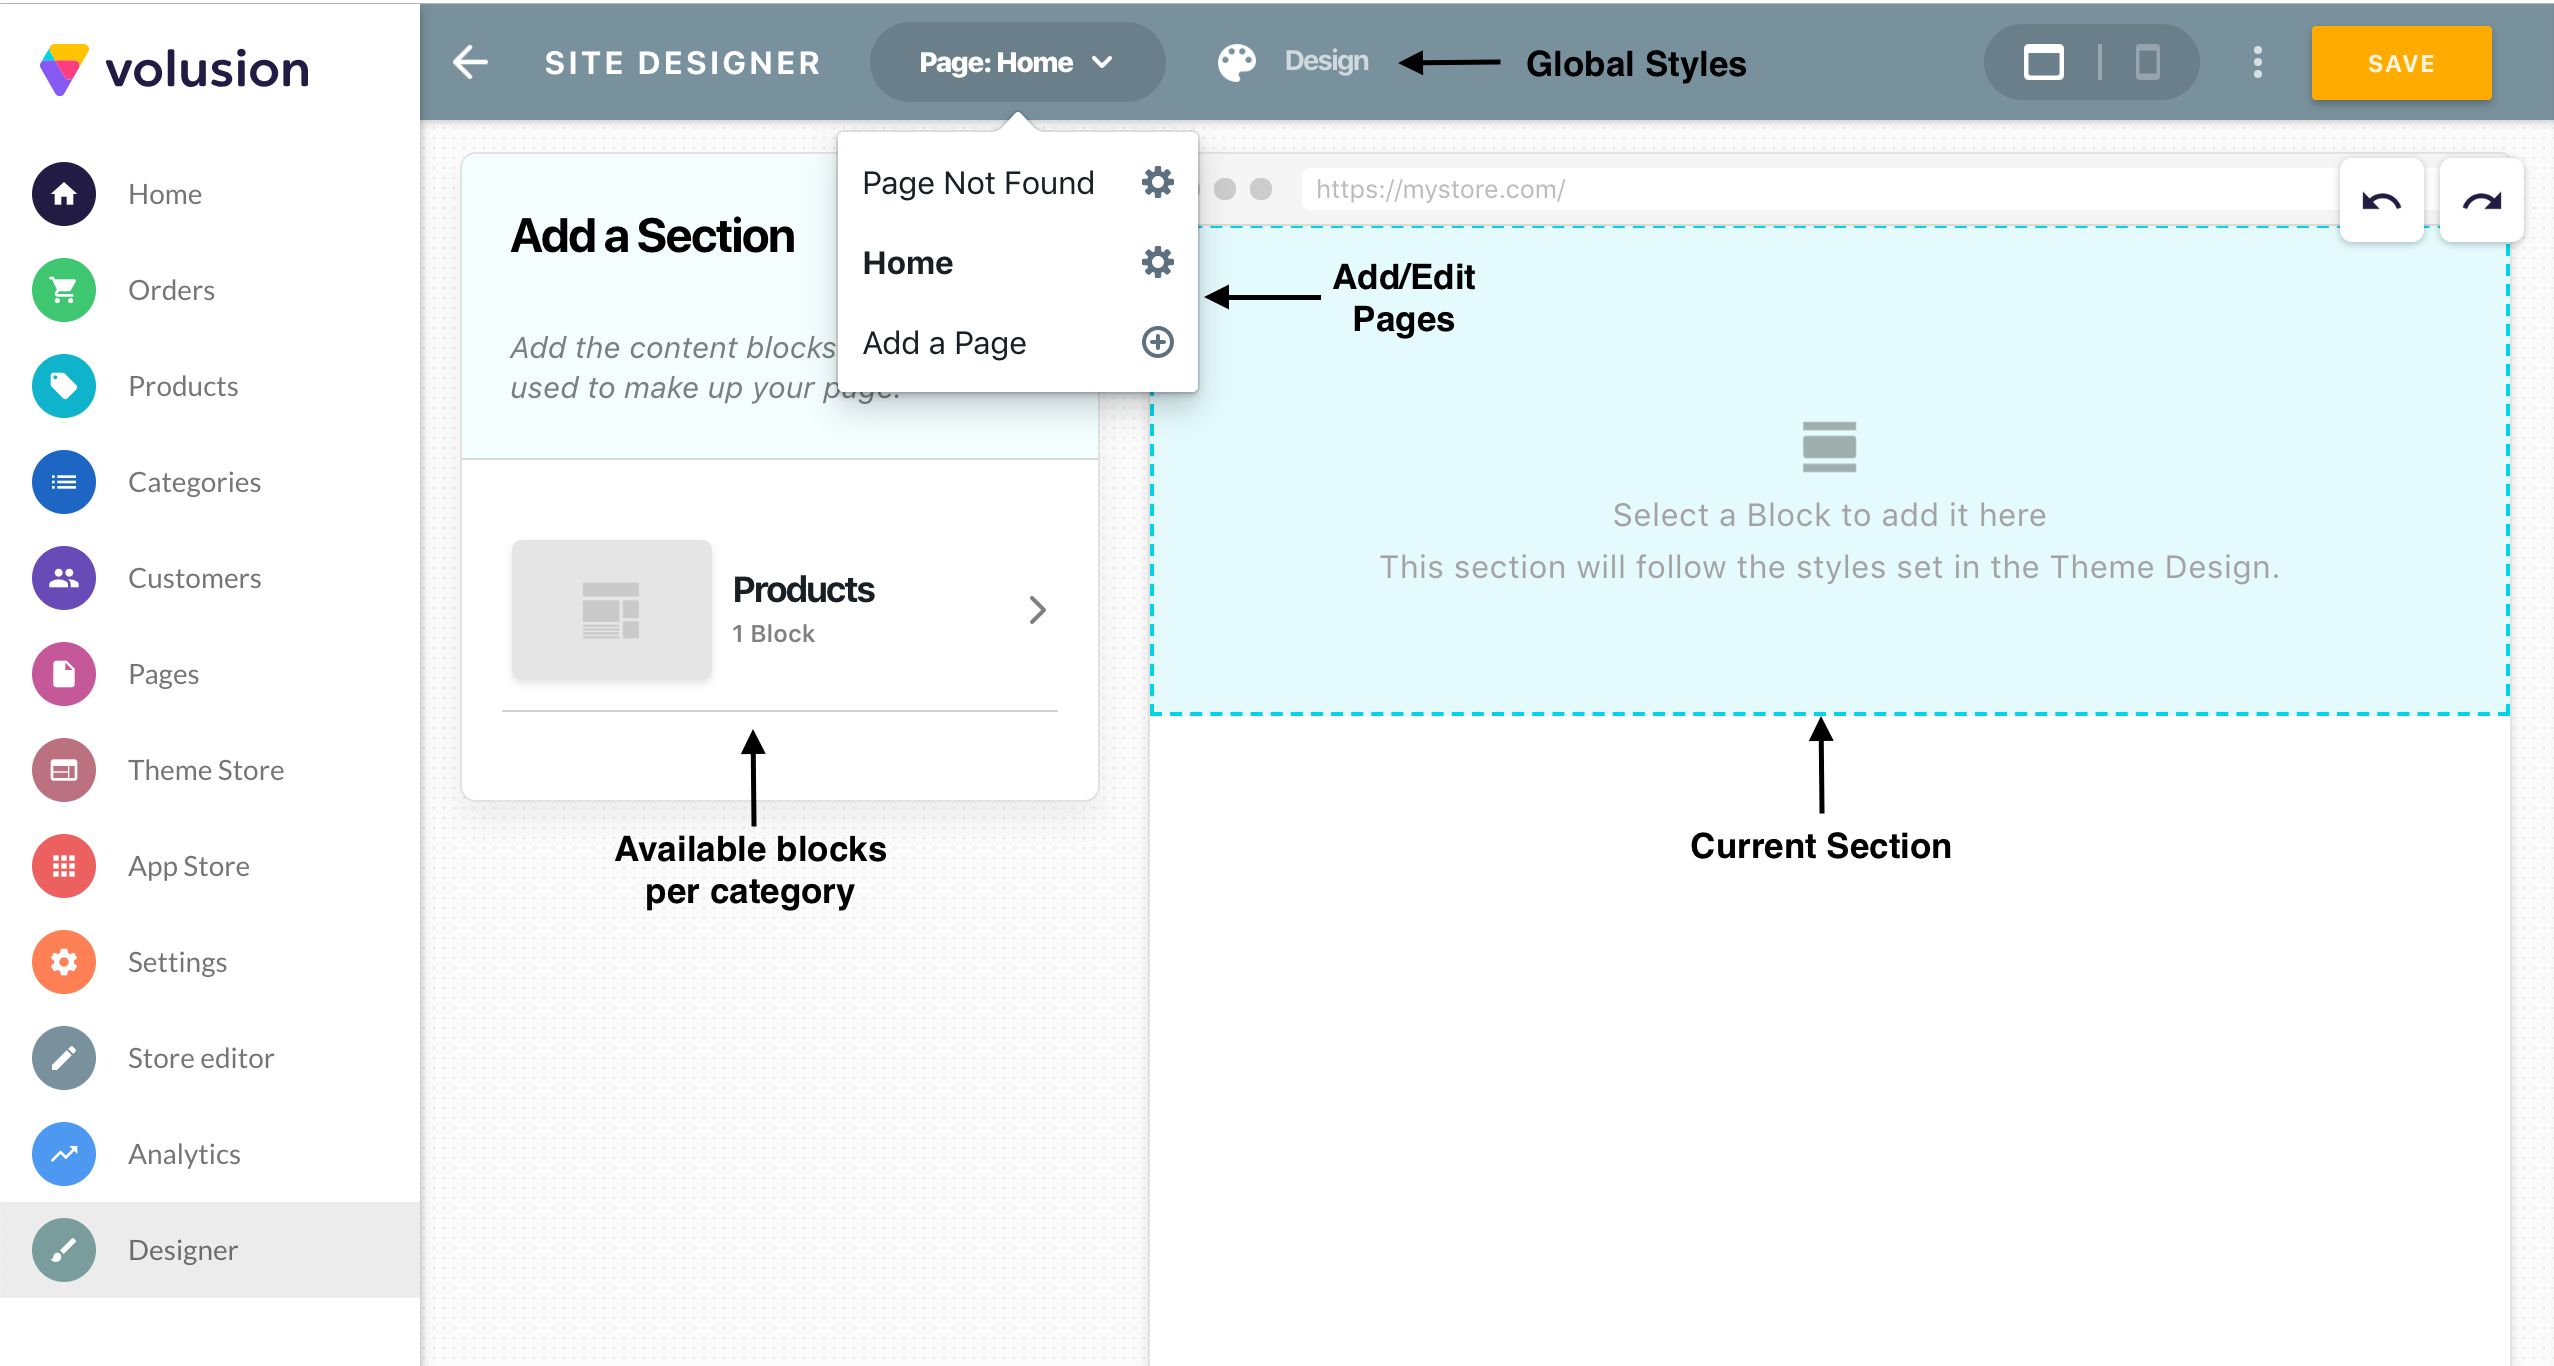 volusion
Home
Orders
Products
Categories
Customers
Pages
Theme Store
App Store
Settings
Store editor
Analytics
Designer
SITE DESIGNER
Page: Home
Design
Global Styles
SAVE
Page Not Found
Home
Add a Page
Add a Section
Add the content blocks
used to make up your page.
Products
1 Block
Available blocks
per category
https://mystore.com/
Add/Edit
Pages
Select a Block to add it here
This section will follow the styles set in the Theme Design.
Current Section